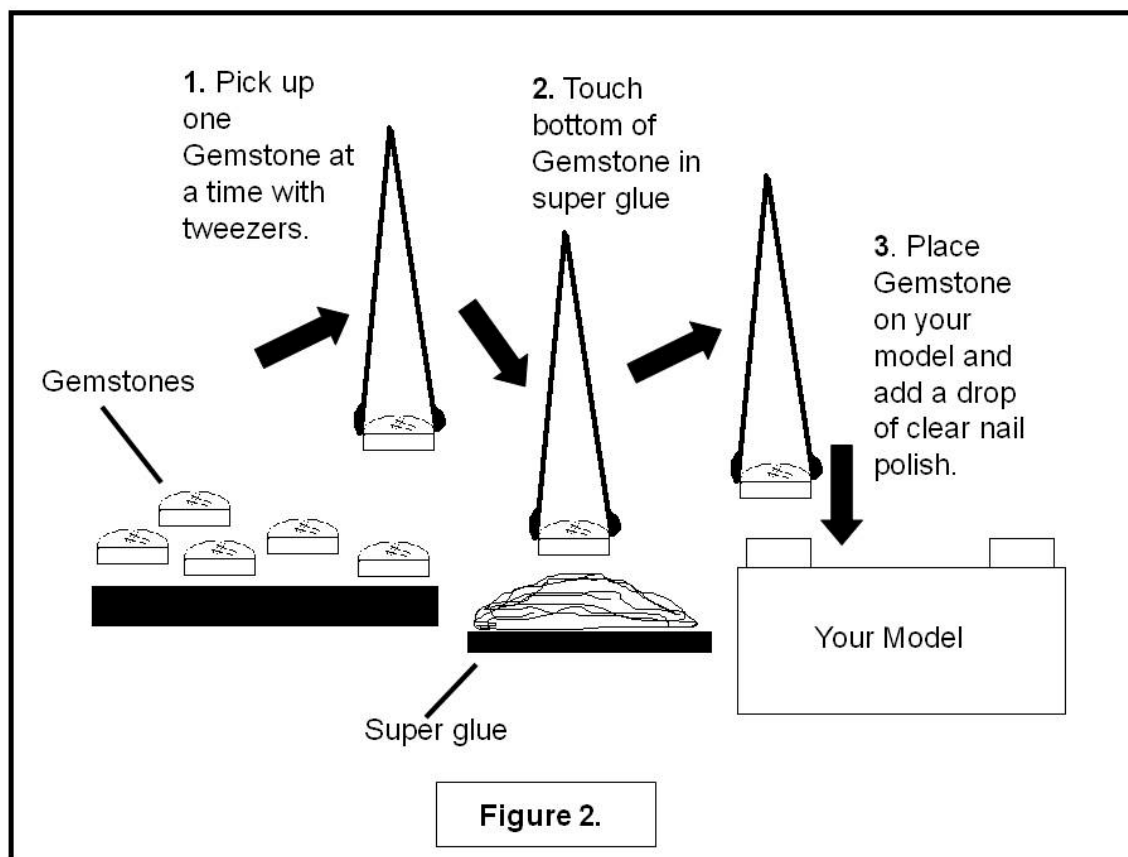 1. Pick up
one
Gemstone at
a time with
tweezers.
2. Touch
bottom of
Gemstone in
super glue
3. Place
Gemstone
on your
model and
add a drop
of clear nail
polish.
Gemstones
Your Model
Super glue
Figure 2.